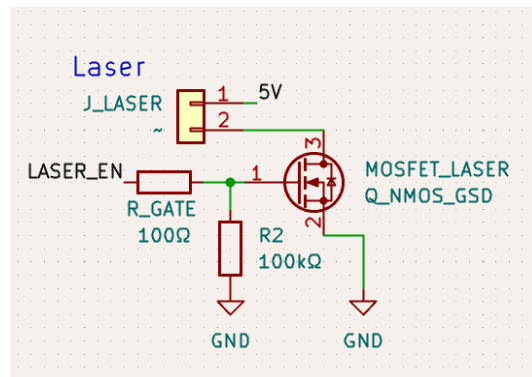 Laser
J_LASER
~
1
5V
2
3
LASER_EN
1
MOSFET_LASER
Q_NMOS_GSD
R_GATE
100Ω
2
R2
100kΩ
GND
GND